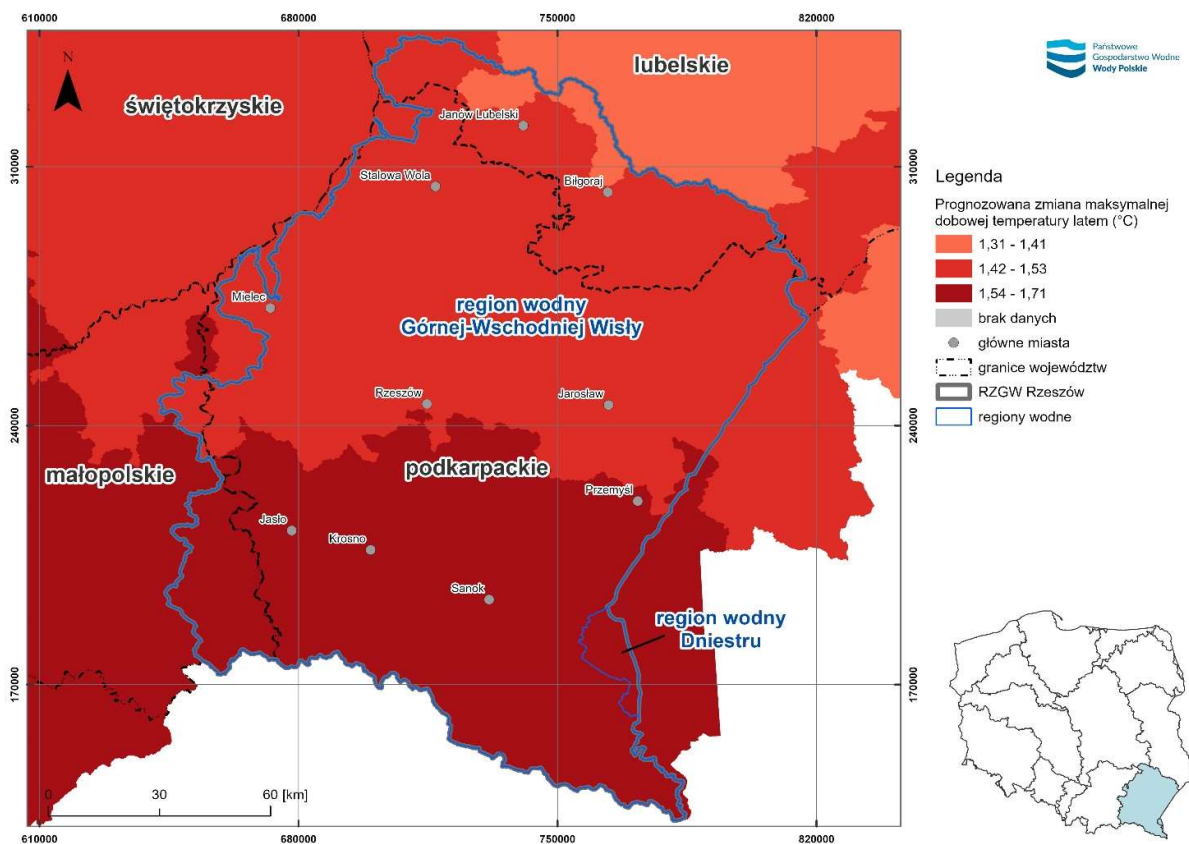 610000
680000
750000
820000
Państwowe
Gospodarstwo Wodne
Wody Polskie
N
lubelskie
świętokrzyskie
Janów Lubelski
310000
310000
Stalowa Wola
Biłgoraj
Legenda
Prognozowana zmiana maksymalnej
dobowej temperatury latem (°C)
1,31 - 1,41
1,42 - 1,53
1,54 - 1,71
brak danych
główne miasta
granice województw
RZGW Rzeszów
regiony wodne
Mielec
region wodny
Górnej-Wschodniej Wisły
Rzeszów
Jarosław
240000
240000
małopolskie
podkarpackie
Przemyśl
Jasło
Krosno
Sanok
region wodny
Dniestru
170000
170000
0 30 60 [km]
610000
680000
750000
820000